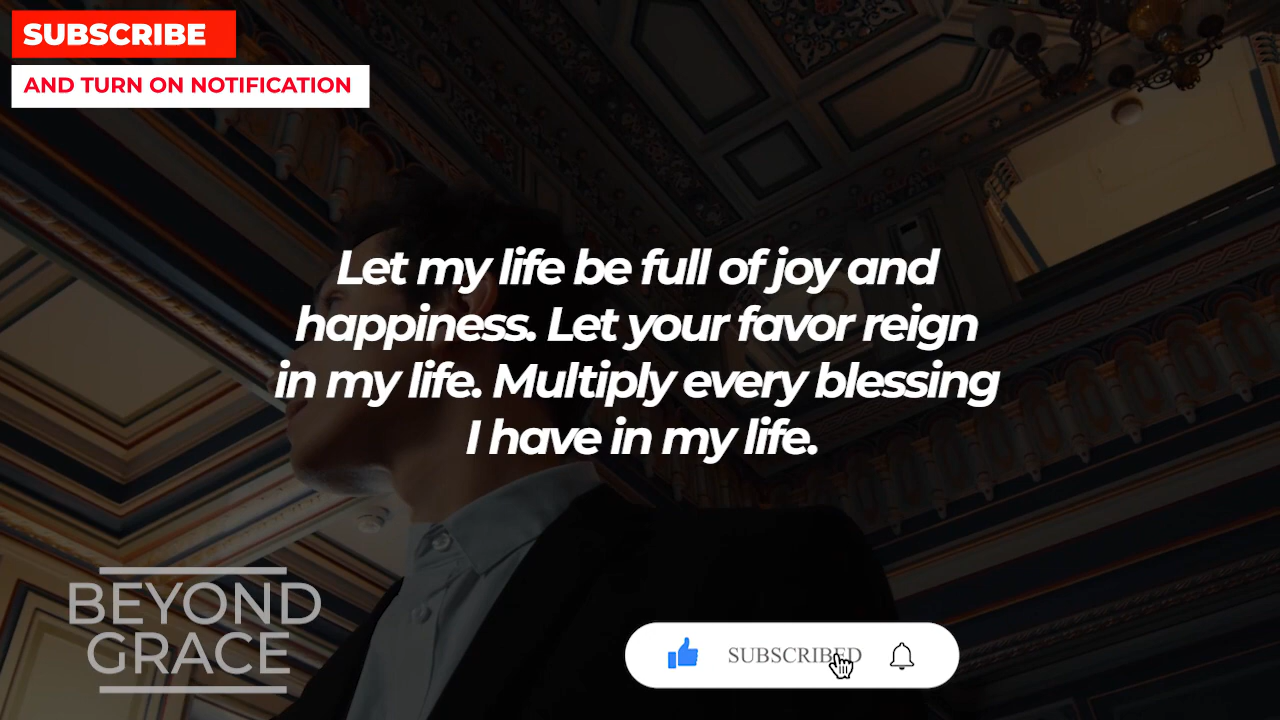 SUBSCRIBE
AND TURN ON NOTIFICATION
Let my life be full of joy and
happiness. Let your favor reign
in my life. Multiply every blessing
I have in my life.
BEYOND
GRACE
SUBSCRIBED